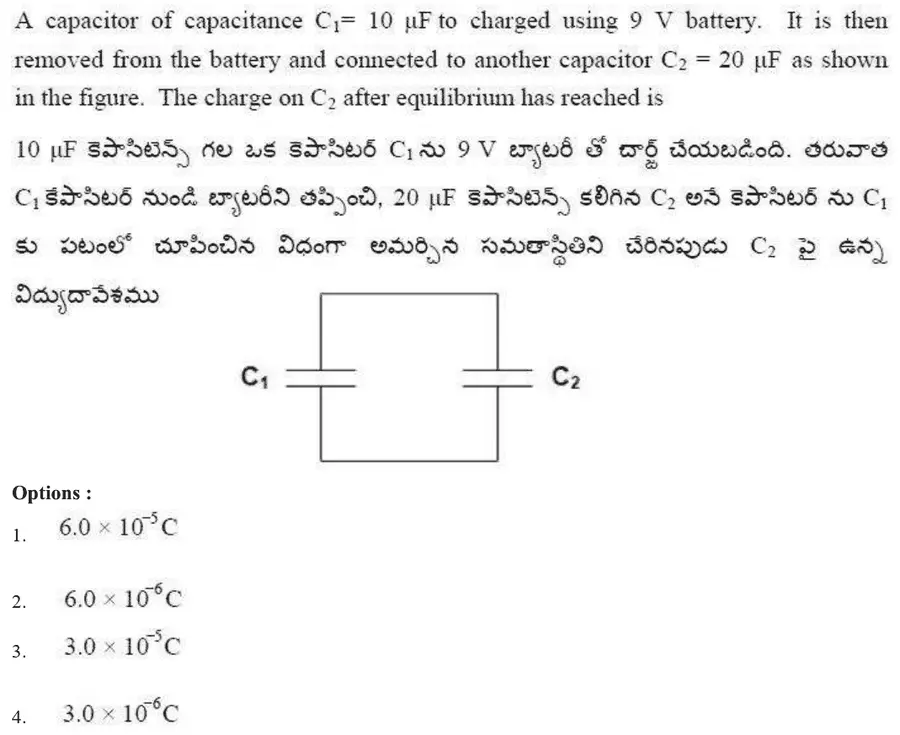 A capacitor of capacitance C₁= 10 μF to charged using 9 V battery. It is then
removed from the battery and connected to another capacitor C₂ = 20 μF as shown
in the figure. The charge on C₂ after equilibrium has reached is
10 μF కెపాసిటెన్స్ గల ఒక కెపాసిటర్ C₁ ను 9 V బ్యాటరీ తో చార్జ్ చేయబడింది. తరువాత
C₁ కేపాసిటర్ నుండి బ్యాటరీని తప్పించి, 20 μF కెపాసిటెన్స్ కలిగిన C₂ అనే కెపాసిటర్ ను C₁
కు పటంలో చూపించిన విధంగా అమర్చిన సమతాస్థితిని చేరినపుడు C₂ పై ఉన్న
విద్యుదావేశము
C₁ C₂
Options :
1. 6.0 × 10⁻⁵ C
2. 6.0 × 10⁻⁶ C
3. 3.0 × 10⁻⁵ C
4. 3.0 × 10⁻⁶ C